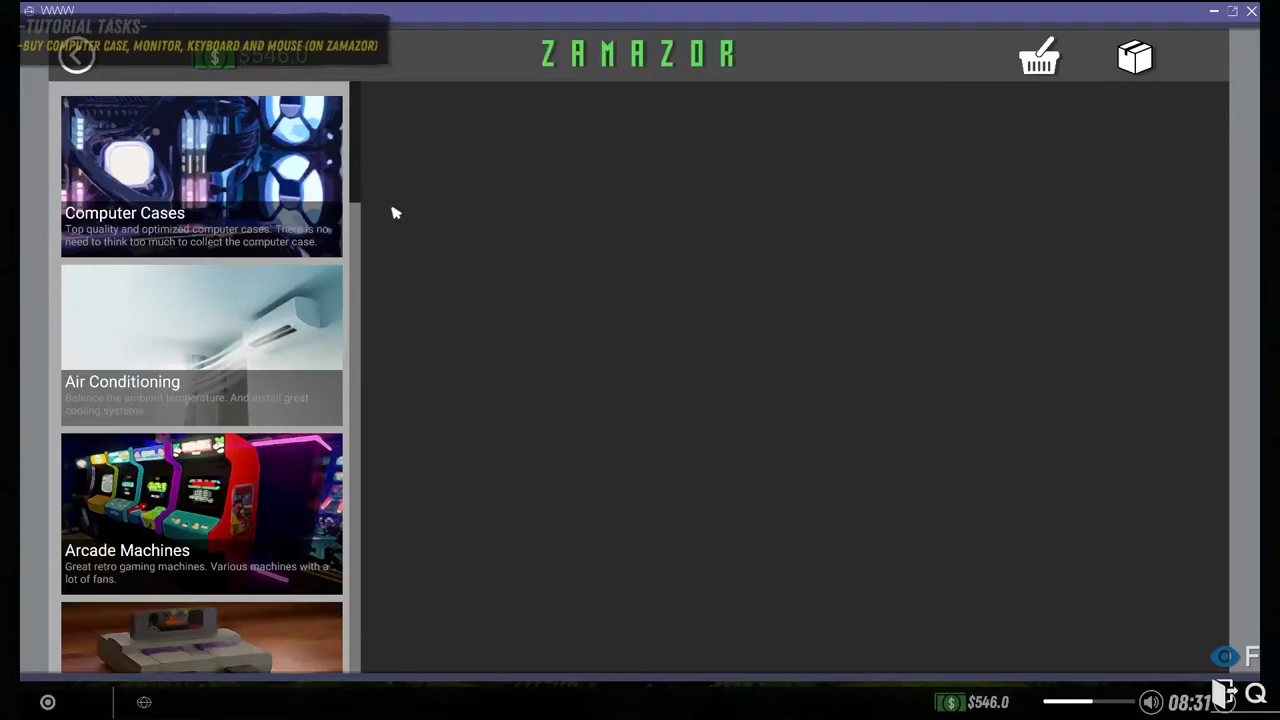 WWW
-TUTORIAL TASKS-
-BUY COMPUTER CASE, MONITOR, KEYBOARD AND MOUSE (ON ZAMAZOR)
$ $546.0
ZAMAZOR
Computer Cases
Top quality and optimized computer cases. There is no
need to think too much to collect the computer case.
Air Conditioning
Balence the ambient temperature. And install great
cooling systems
Arcade Machines
Great retro gaming machines. Various machines with a
lot of fans.
F
$ $546.0
08:31
Q